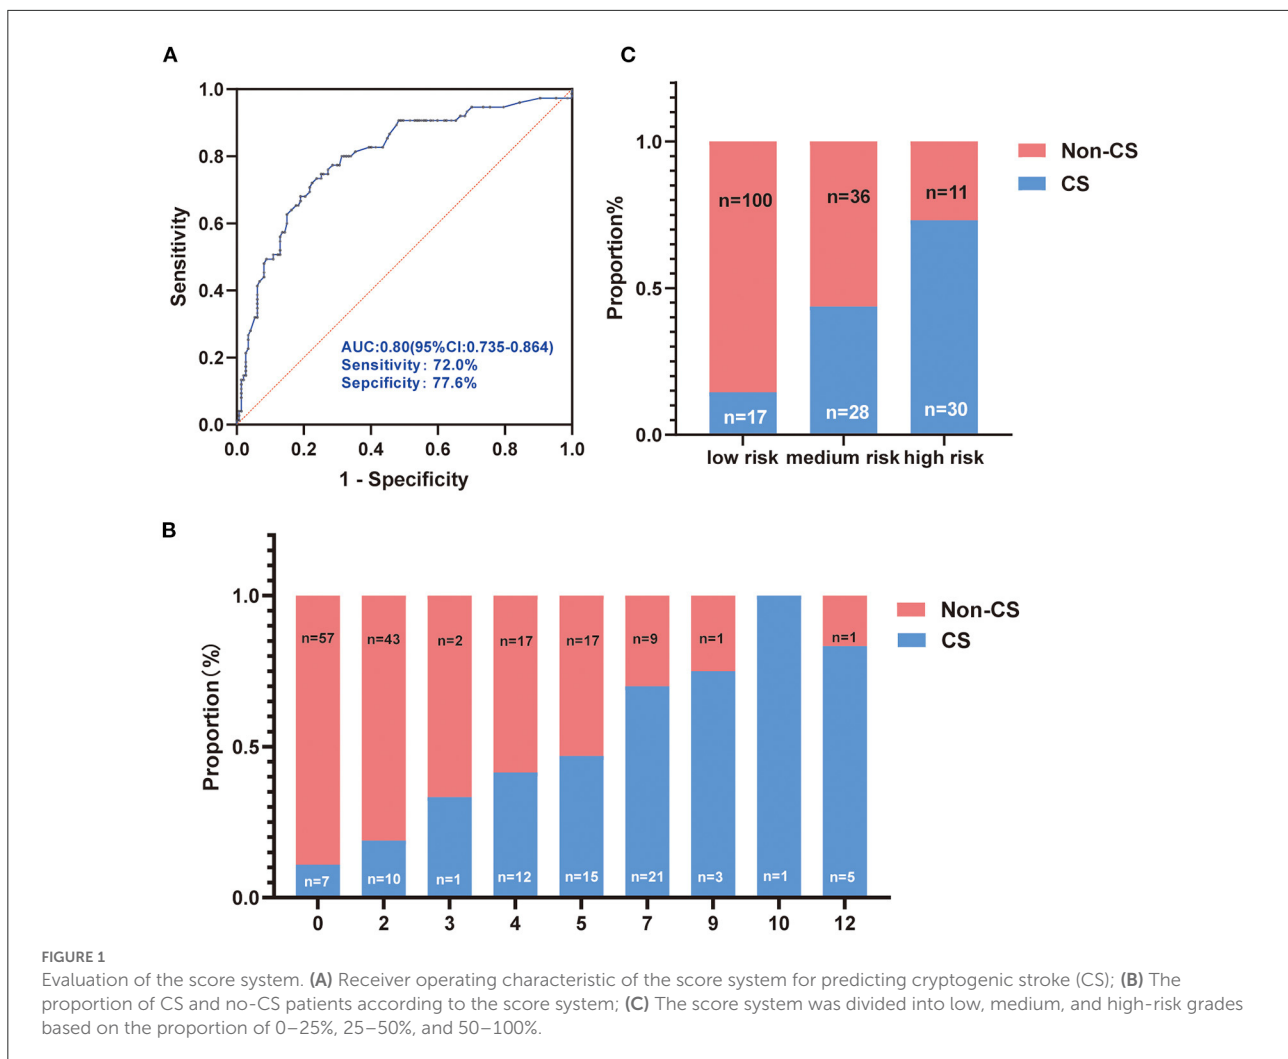 A
1.0
0.8
0.6
0.4
0.2
0.0
Sensitivity
AUC:0.80(95%CI:0.735-0.864)
Sensitivity: 72.0%
Sepcificity: 77.6%
0.0 0.2 0.4 0.6 0.8 1.0
1 - Specificity
C
1.0
0.5
0.0
Proportion%
n=100 n=36 n=11
n=17 n=28 n=30
low risk medium risk high risk
Non-CS
CS
B
1.0
0.5
0.0
Proportion(%)
n=57 n=43 n=2 n=17 n=17 n=9 n=1 n=1
n=7 n=10 n=1 n=12 n=15 n=21 n=3 n=1 n=5
0 2 3 4 5 7 9 10 12
Non-CS
CS
FIGURE 1
Evaluation of the score system. (A) Receiver operating characteristic of the score system for predicting cryptogenic stroke (CS); (B) The
proportion of CS and no-CS patients according to the score system; (C) The score system was divided into low, medium, and high-risk grades
based on the proportion of 0–25%, 25–50%, and 50–100%.